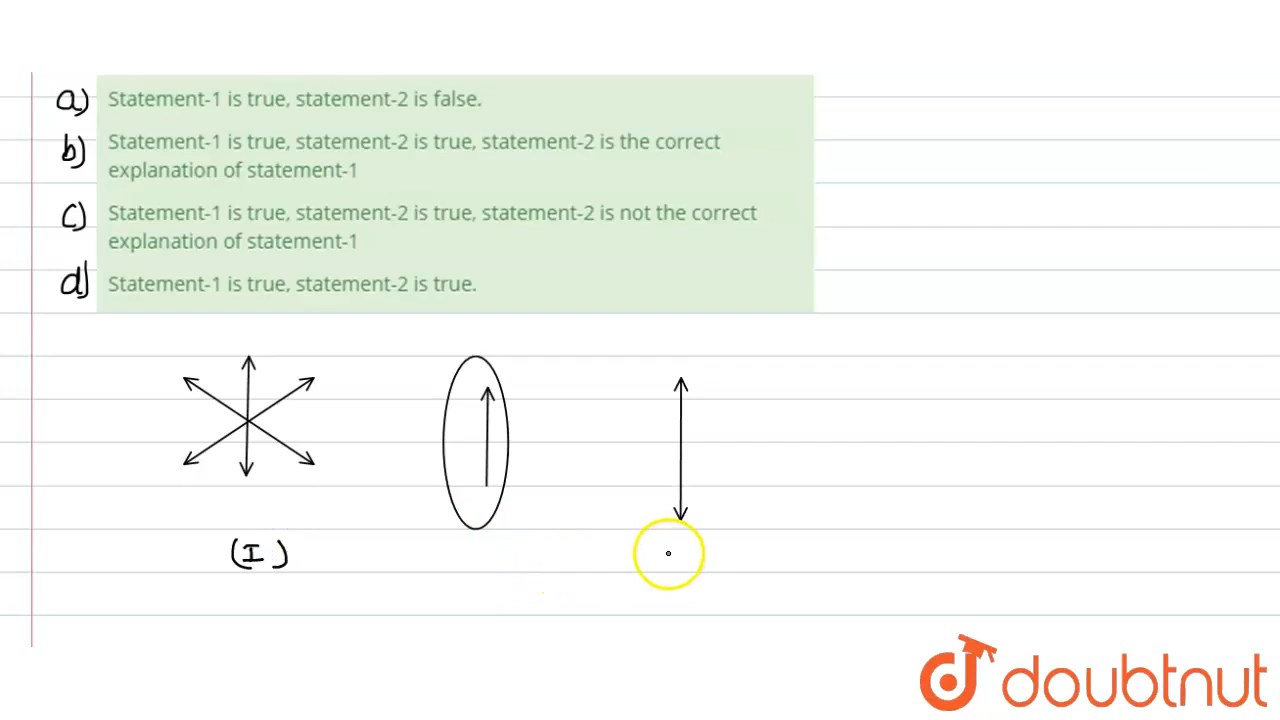 a) Statement-1 is true, statement-2 is false.
b) Statement-1 is true, statement-2 is true, statement-2 is the correct
explanation of statement-1
c) Statement-1 is true, statement-2 is true, statement-2 is not the correct
explanation of statement-1
d) Statement-1 is true, statement-2 is true.
(I)
doubtnut